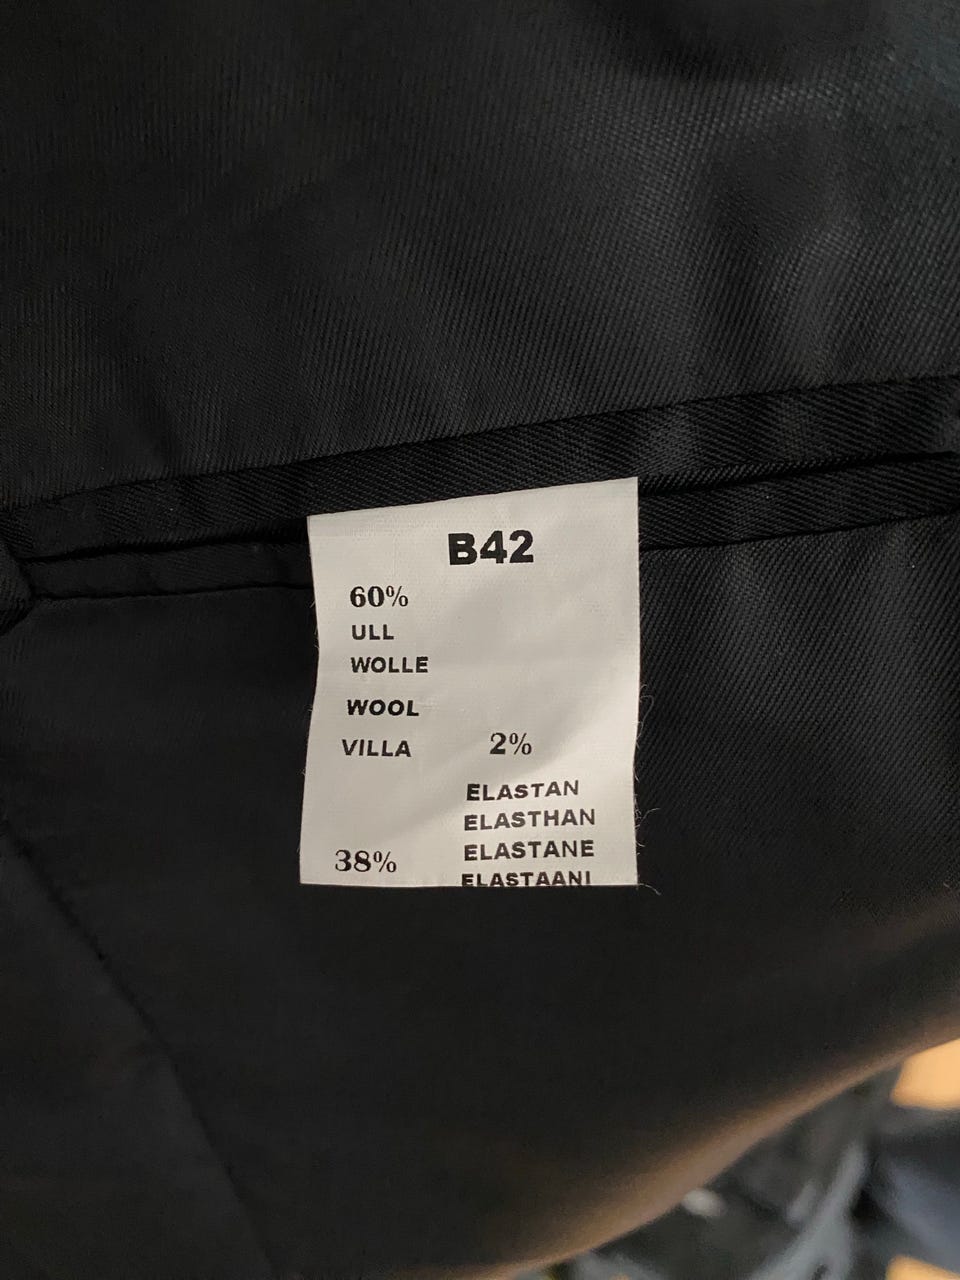 B42
60%
ULL
WOLLE
WOOL
VILLA
2%
ELASTAN
ELASTHAN
ELASTANE
ELASTAANI
38%